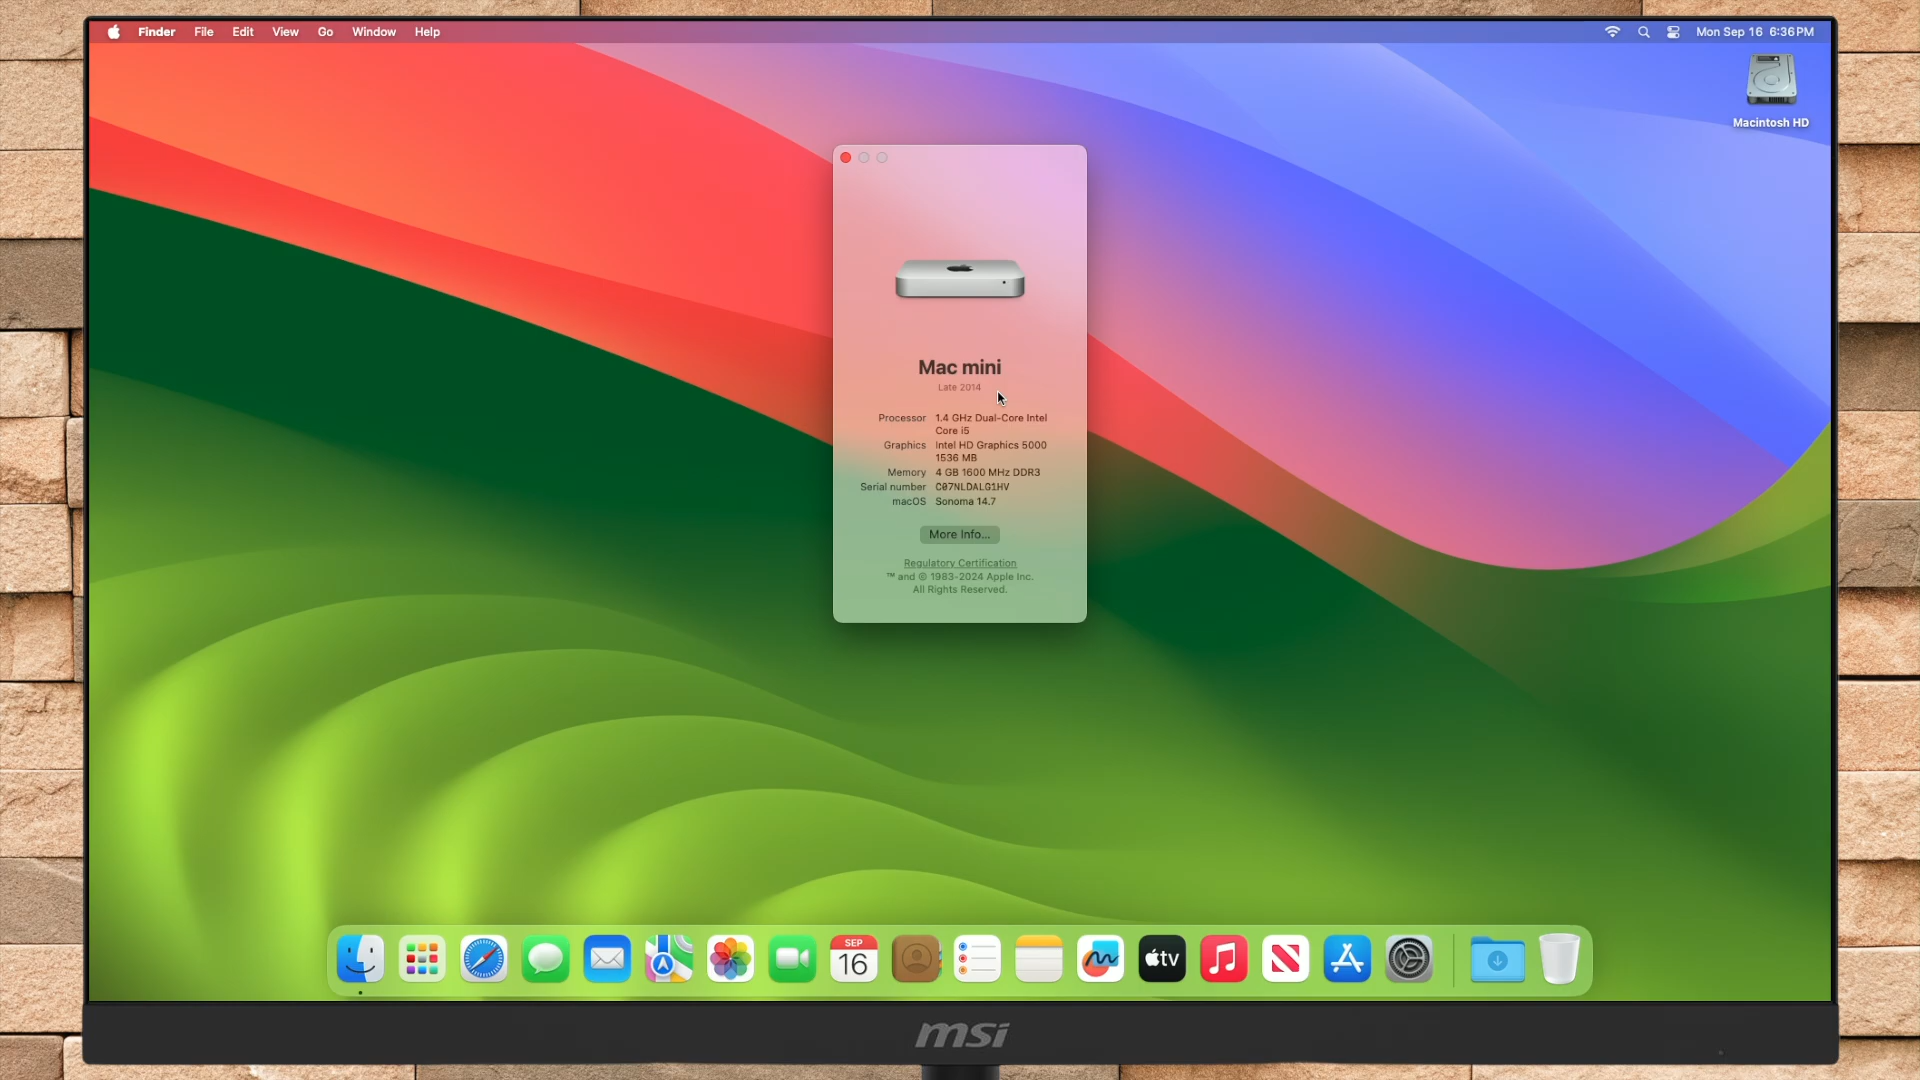 Finder File Edit View Go Window Help
Mon Sep 16 6:36 PM
Macintosh HD
Mac mini
Late 2014
Processor 1.4 GHz Dual-Core Intel
Core i5
Graphics Intel HD Graphics 5000
1536 MB
Memory 4 GB 1600 MHz DDR3
Serial number C07NLDALG1HV
macOS Sonoma 14.7
More Info...
Regulatory Certification
™ and © 1983-2024 Apple Inc.
All Rights Reserved.
SEP
16
tv
msi